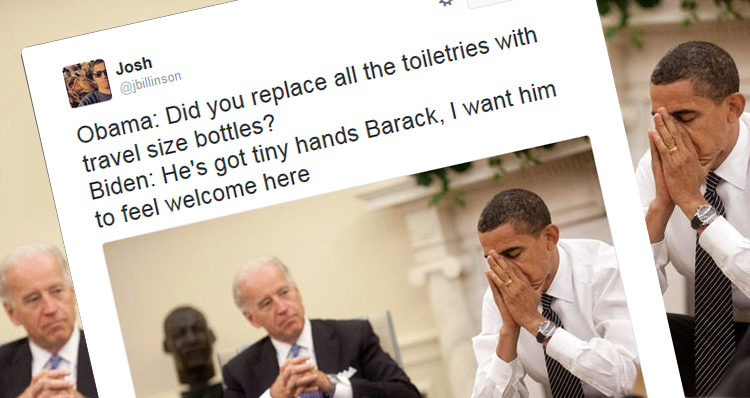 Josh
@jbillinson
Obama: Did you replace all the toiletries with
travel size bottles?
Biden: He's got tiny hands Barack, I want him
to feel welcome here